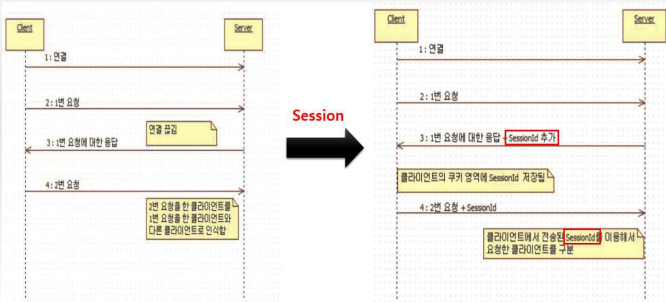 Client
Server
1 : 연결
2 : 1번 요청
연결 끊김
3 : 1번 요청에 대한 응답
4 : 2번 요청
2번 요청을 한 클라이언트를
1번 요청을 한 클라이언트와
다른 클라이언트로 인식함
Session
Client
Server
1 : 연결
2 : 1번 요청
3 : 1번 요청에 대한 응답 + SessionId 추가
클라이언트의 쿠키 영역에 SessionId 저장됨
4 : 2번 요청 + SessionId
클라이언트에서 전송된 SessionId를 이용해서
요청한 클라이언트를 구분